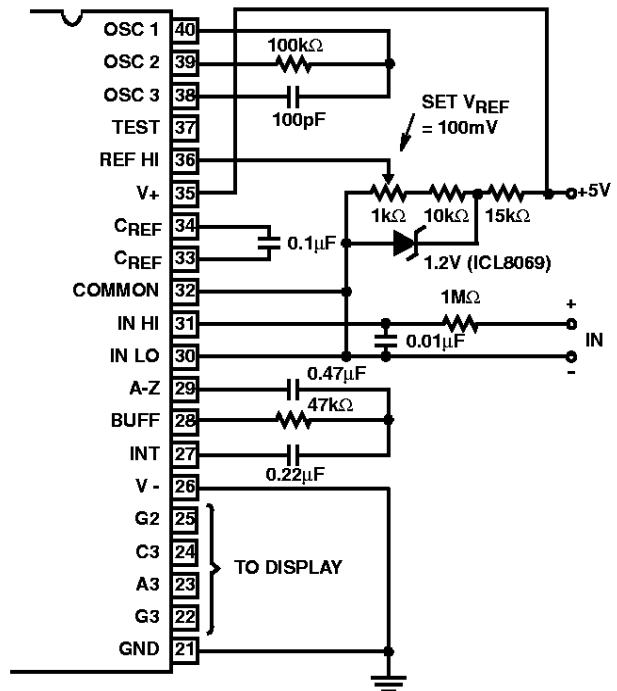 OSC 1 40
100kΩ
OSC 2 39
OSC 3 38
100pF
TEST 37
SET VREF
= 100mV
REF HI 36
V+ 35
+5V
1kΩ 10kΩ 15kΩ
CREF 34
0.1μF
1.2V (ICL8069)
CREF 33
COMMON 32
1MΩ
+
IN HI 31
0.01μF
IN
IN LO 30
-
0.47μF
A-Z 29
47kΩ
BUFF 28
INT 27
0.22μF
V - 26
G2 25
C3 24
TO DISPLAY
A3 23
G3 22
GND 21